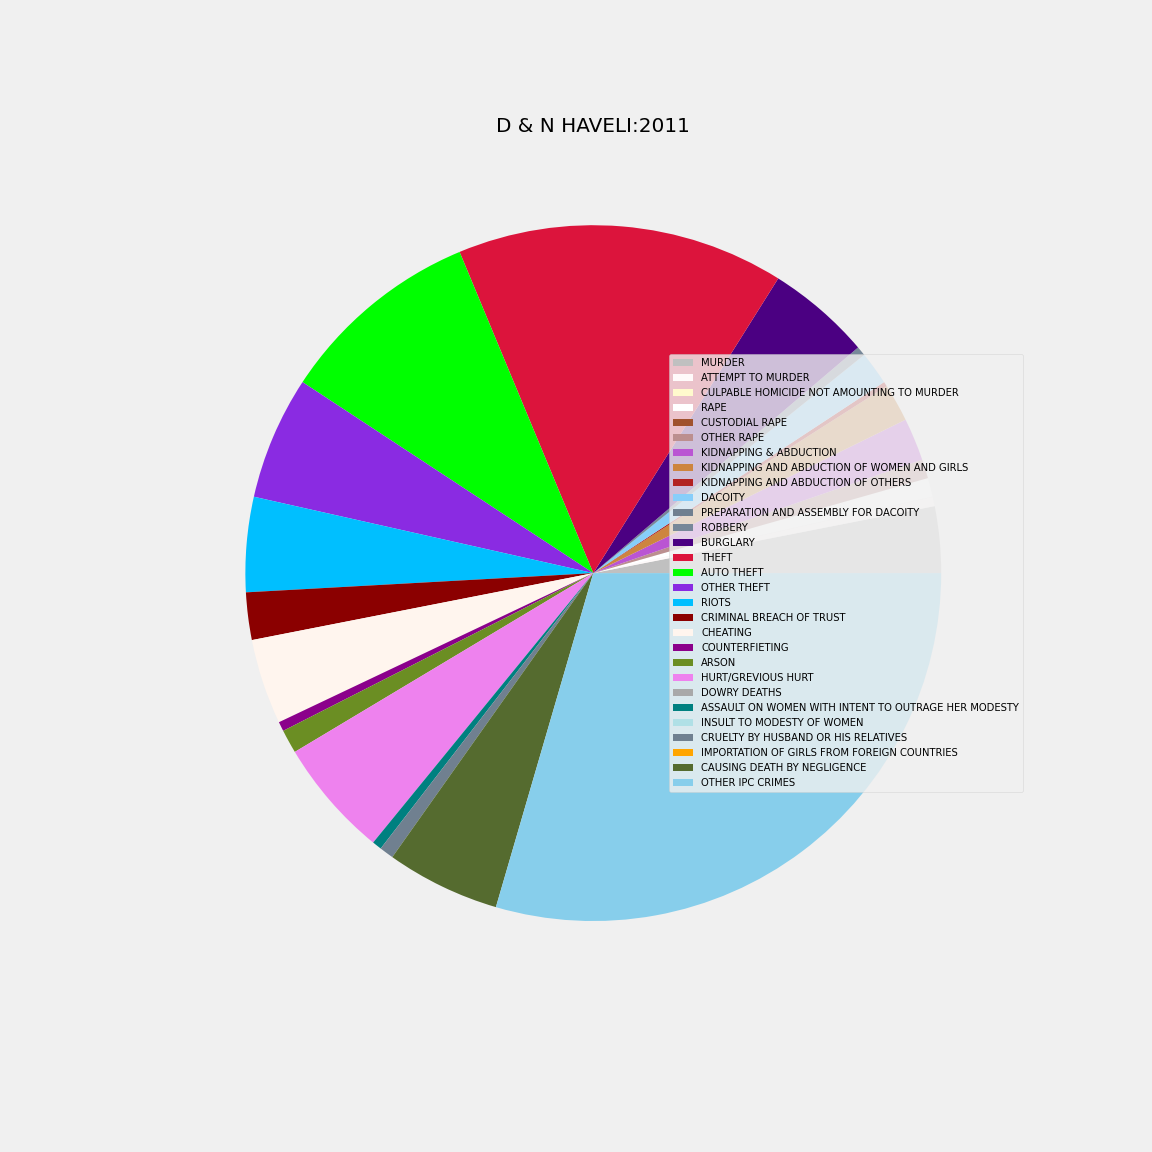 D & N HAVELI:2011
MURDER
ATTEMPT TO MURDER
CULPABLE HOMICIDE NOT AMOUNTING TO MURDER
RAPE
CUSTODIAL RAPE
OTHER RAPE
KIDNAPPING & ABDUCTION
KIDNAPPING AND ABDUCTION OF WOMEN AND GIRLS
KIDNAPPING AND ABDUCTION OF OTHERS
DACOITY
PREPARATION AND ASSEMBLY FOR DACOITY
ROBBERY
BURGLARY
THEFT
AUTO THEFT
OTHER THEFT
RIOTS
CRIMINAL BREACH OF TRUST
CHEATING
COUNTERFIETING
ARSON
HURT/GREVIOUS HURT
DOWRY DEATHS
ASSAULT ON WOMEN WITH INTENT TO OUTRAGE HER MODESTY
INSULT TO MODESTY OF WOMEN
CRUELTY BY HUSBAND OR HIS RELATIVES
IMPORTATION OF GIRLS FROM FOREIGN COUNTRIES
CAUSING DEATH BY NEGLIGENCE
OTHER IPC CRIMES